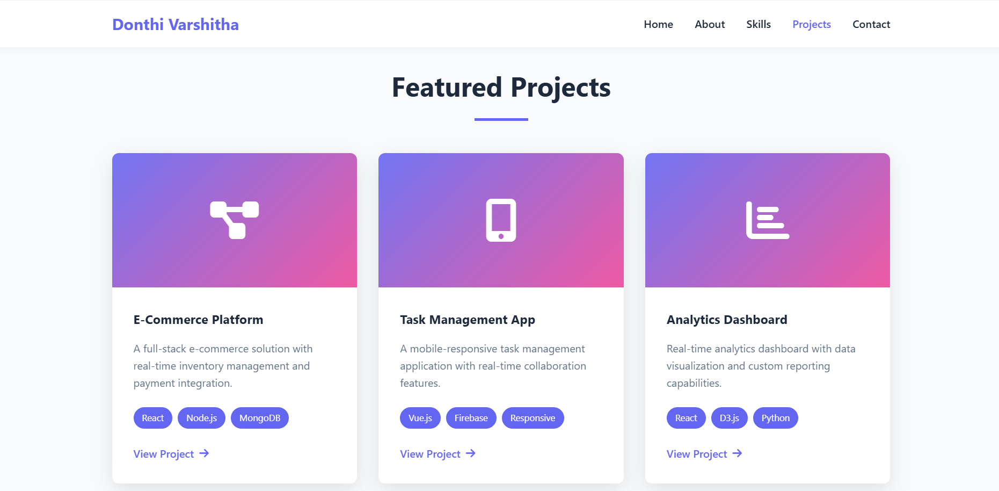 Donthi Varshitha
Home About Skills Projects Contact
Featured Projects
E-Commerce Platform
A full-stack e-commerce solution with
real-time inventory management and
payment integration.
React Node.js MongoDB
View Project
Task Management App
A mobile-responsive task management
application with real-time collaboration
features.
Vue.js Firebase Responsive
View Project
Analytics Dashboard
Real-time analytics dashboard with data
visualization and custom reporting
capabilities.
React D3.js Python
View Project